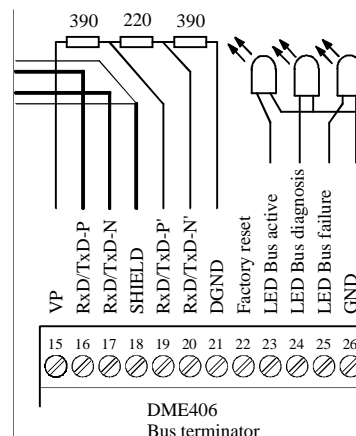 390 220 390
VP
RxD/TxD-P
RxD/TxD-N
SHIELD
RxD/TxD-P'
RxD/TxD-N'
DGND
Factory reset
LED Bus active
LED Bus diagnosis
LED Bus failure
GND
15 16 17 18 19 20 21 22 23 24 25 26
DME406
Bus terminator